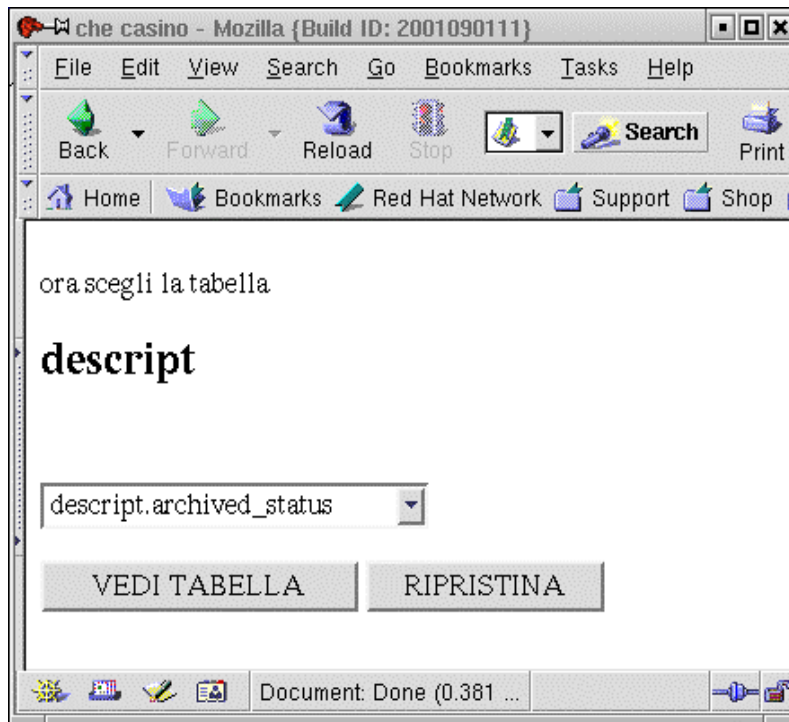 che casino - Mozilla {Build ID: 2001090111}
File Edit View Search Go Bookmarks Tasks Help
Back Forward Reload Stop Search Print
Home Bookmarks Red Hat Network Support Shop
ora scegli la tabella
descript
descript.archived_status
VEDI TABELLA RIPRISTINA
Document: Done (0.381 ...